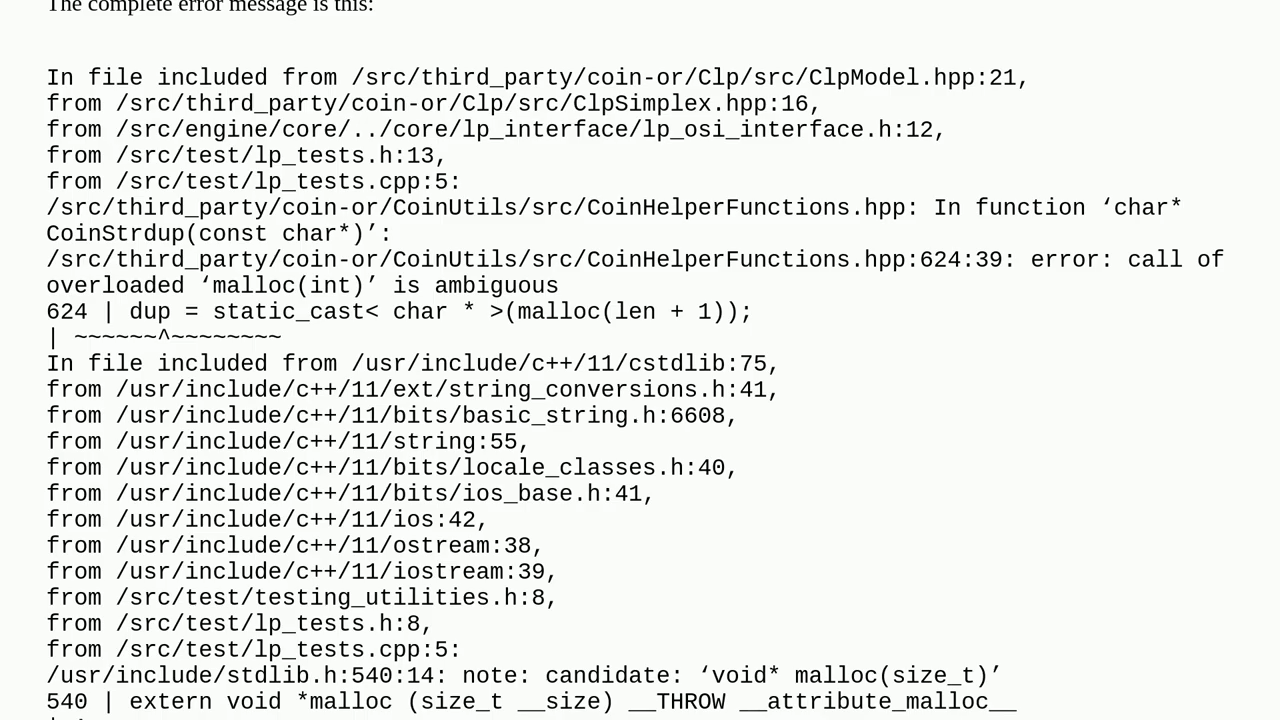 The complete error message is this:
In file included from /src/third_party/coin-or/Clp/src/ClpModel.hpp:21,
from /src/third_party/coin-or/Clp/src/ClpSimplex.hpp:16,
from /src/engine/core/../core/lp_interface/lp_osi_interface.h:12,
from /src/test/lp_tests.h:13,
from /src/test/lp_tests.cpp:5:
/src/third_party/coin-or/CoinUtils/src/CoinHelperFunctions.hpp: In function ‘char*
CoinStrdup(const char*)’:
/src/third_party/coin-or/CoinUtils/src/CoinHelperFunctions.hpp:624:39: error: call of
overloaded ‘malloc(int)’ is ambiguous
624 | dup = static_cast< char * >(malloc(len + 1));
| ~~~~~~^~~~~~~~~
In file included from /usr/include/c++/11/cstdlib:75,
from /usr/include/c++/11/ext/string_conversions.h:41,
from /usr/include/c++/11/bits/basic_string.h:6608,
from /usr/include/c++/11/string:55,
from /usr/include/c++/11/bits/locale_classes.h:40,
from /usr/include/c++/11/bits/ios_base.h:41,
from /usr/include/c++/11/ios:42,
from /usr/include/c++/11/ostream:38,
from /usr/include/c++/11/iostream:39,
from /src/test/testing_utilities.h:8,
from /src/test/lp_tests.h:8,
from /src/test/lp_tests.cpp:5:
/usr/include/stdlib.h:540:14: note: candidate: ‘void* malloc(size_t)’
540 | extern void *malloc (size_t __size) __THROW __attribute_malloc__